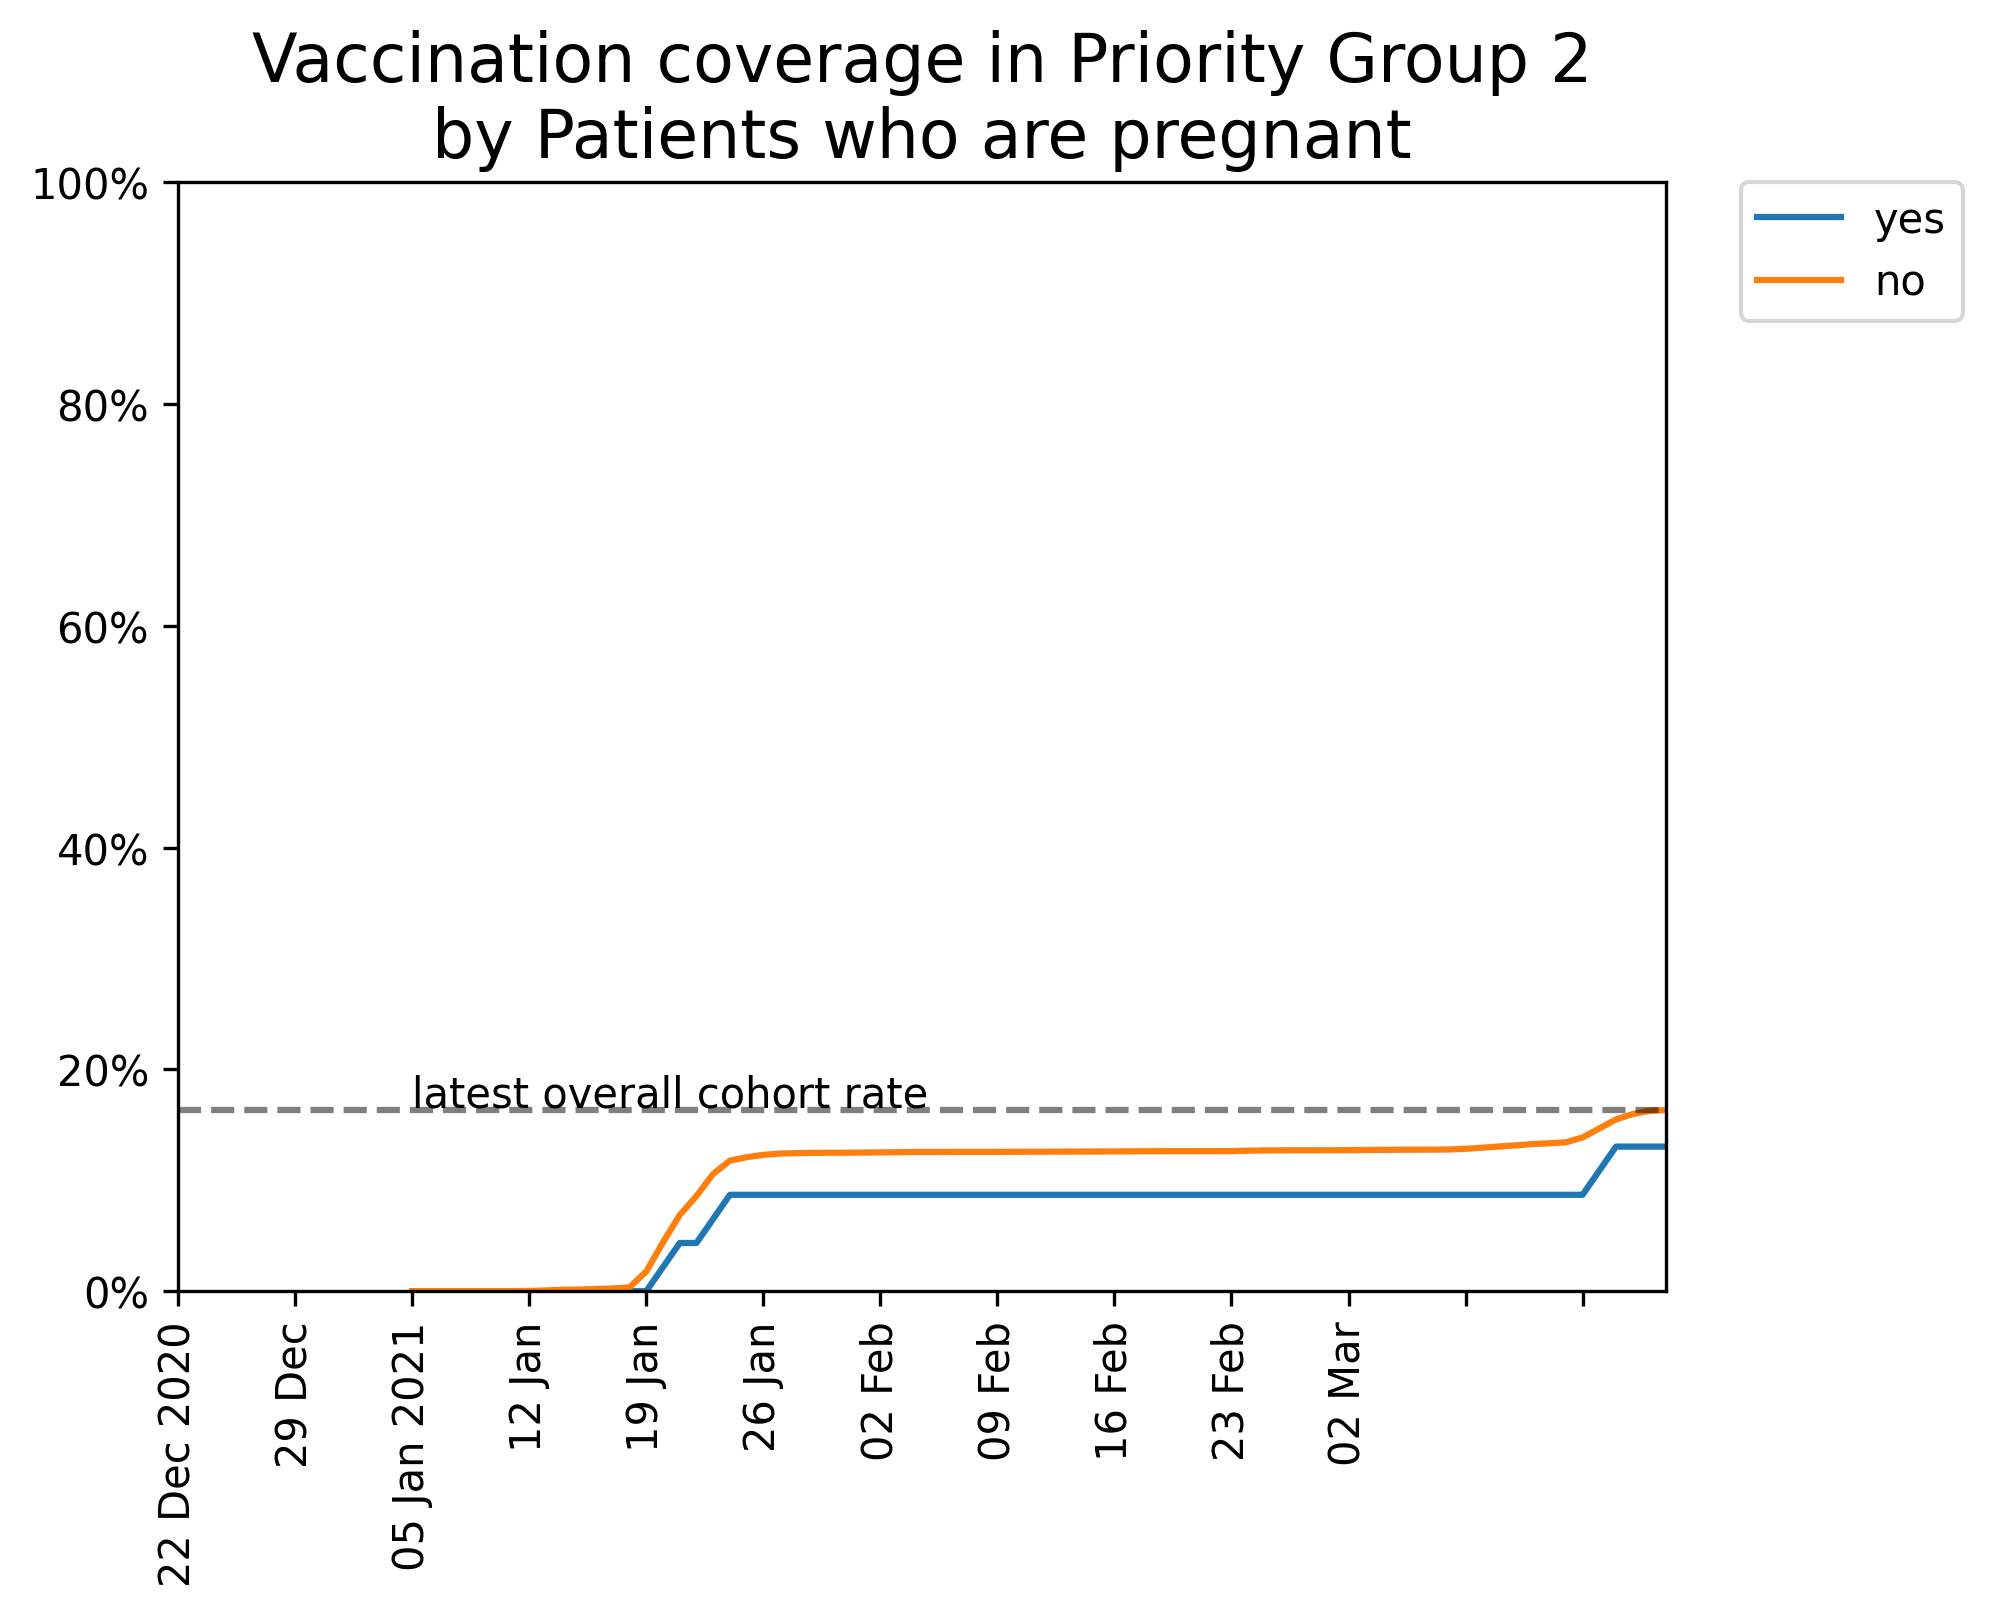 Vaccination coverage in Priority Group 2
by Patients who are pregnant
100%
80%
60%
40%
20%
0%
yes
no
latest overall cohort rate
22 Dec 2020
29 Dec
05 Jan 2021
12 Jan
19 Jan
26 Jan
02 Feb
09 Feb
16 Feb
23 Feb
02 Mar